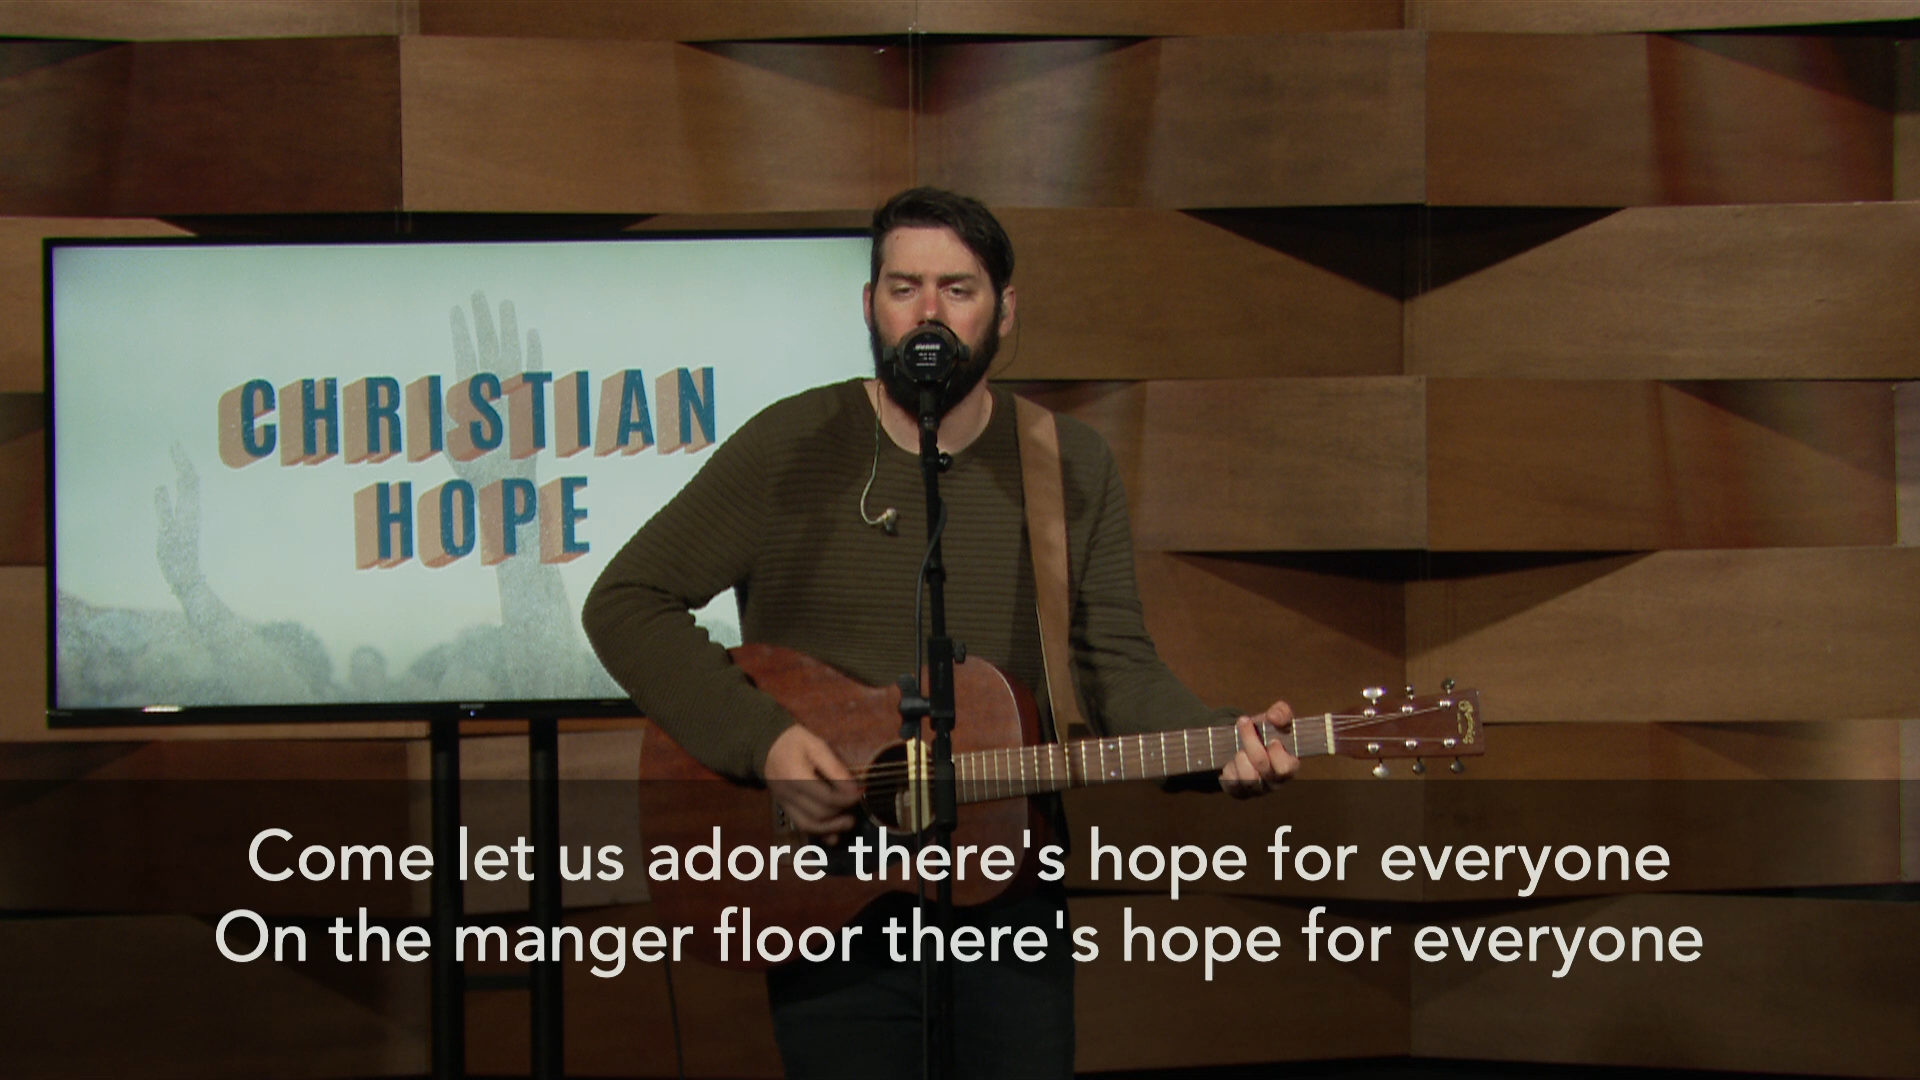 CHRISTIAN
HOPE
Come let us adore there's hope for everyone
On the manger floor there's hope for everyone